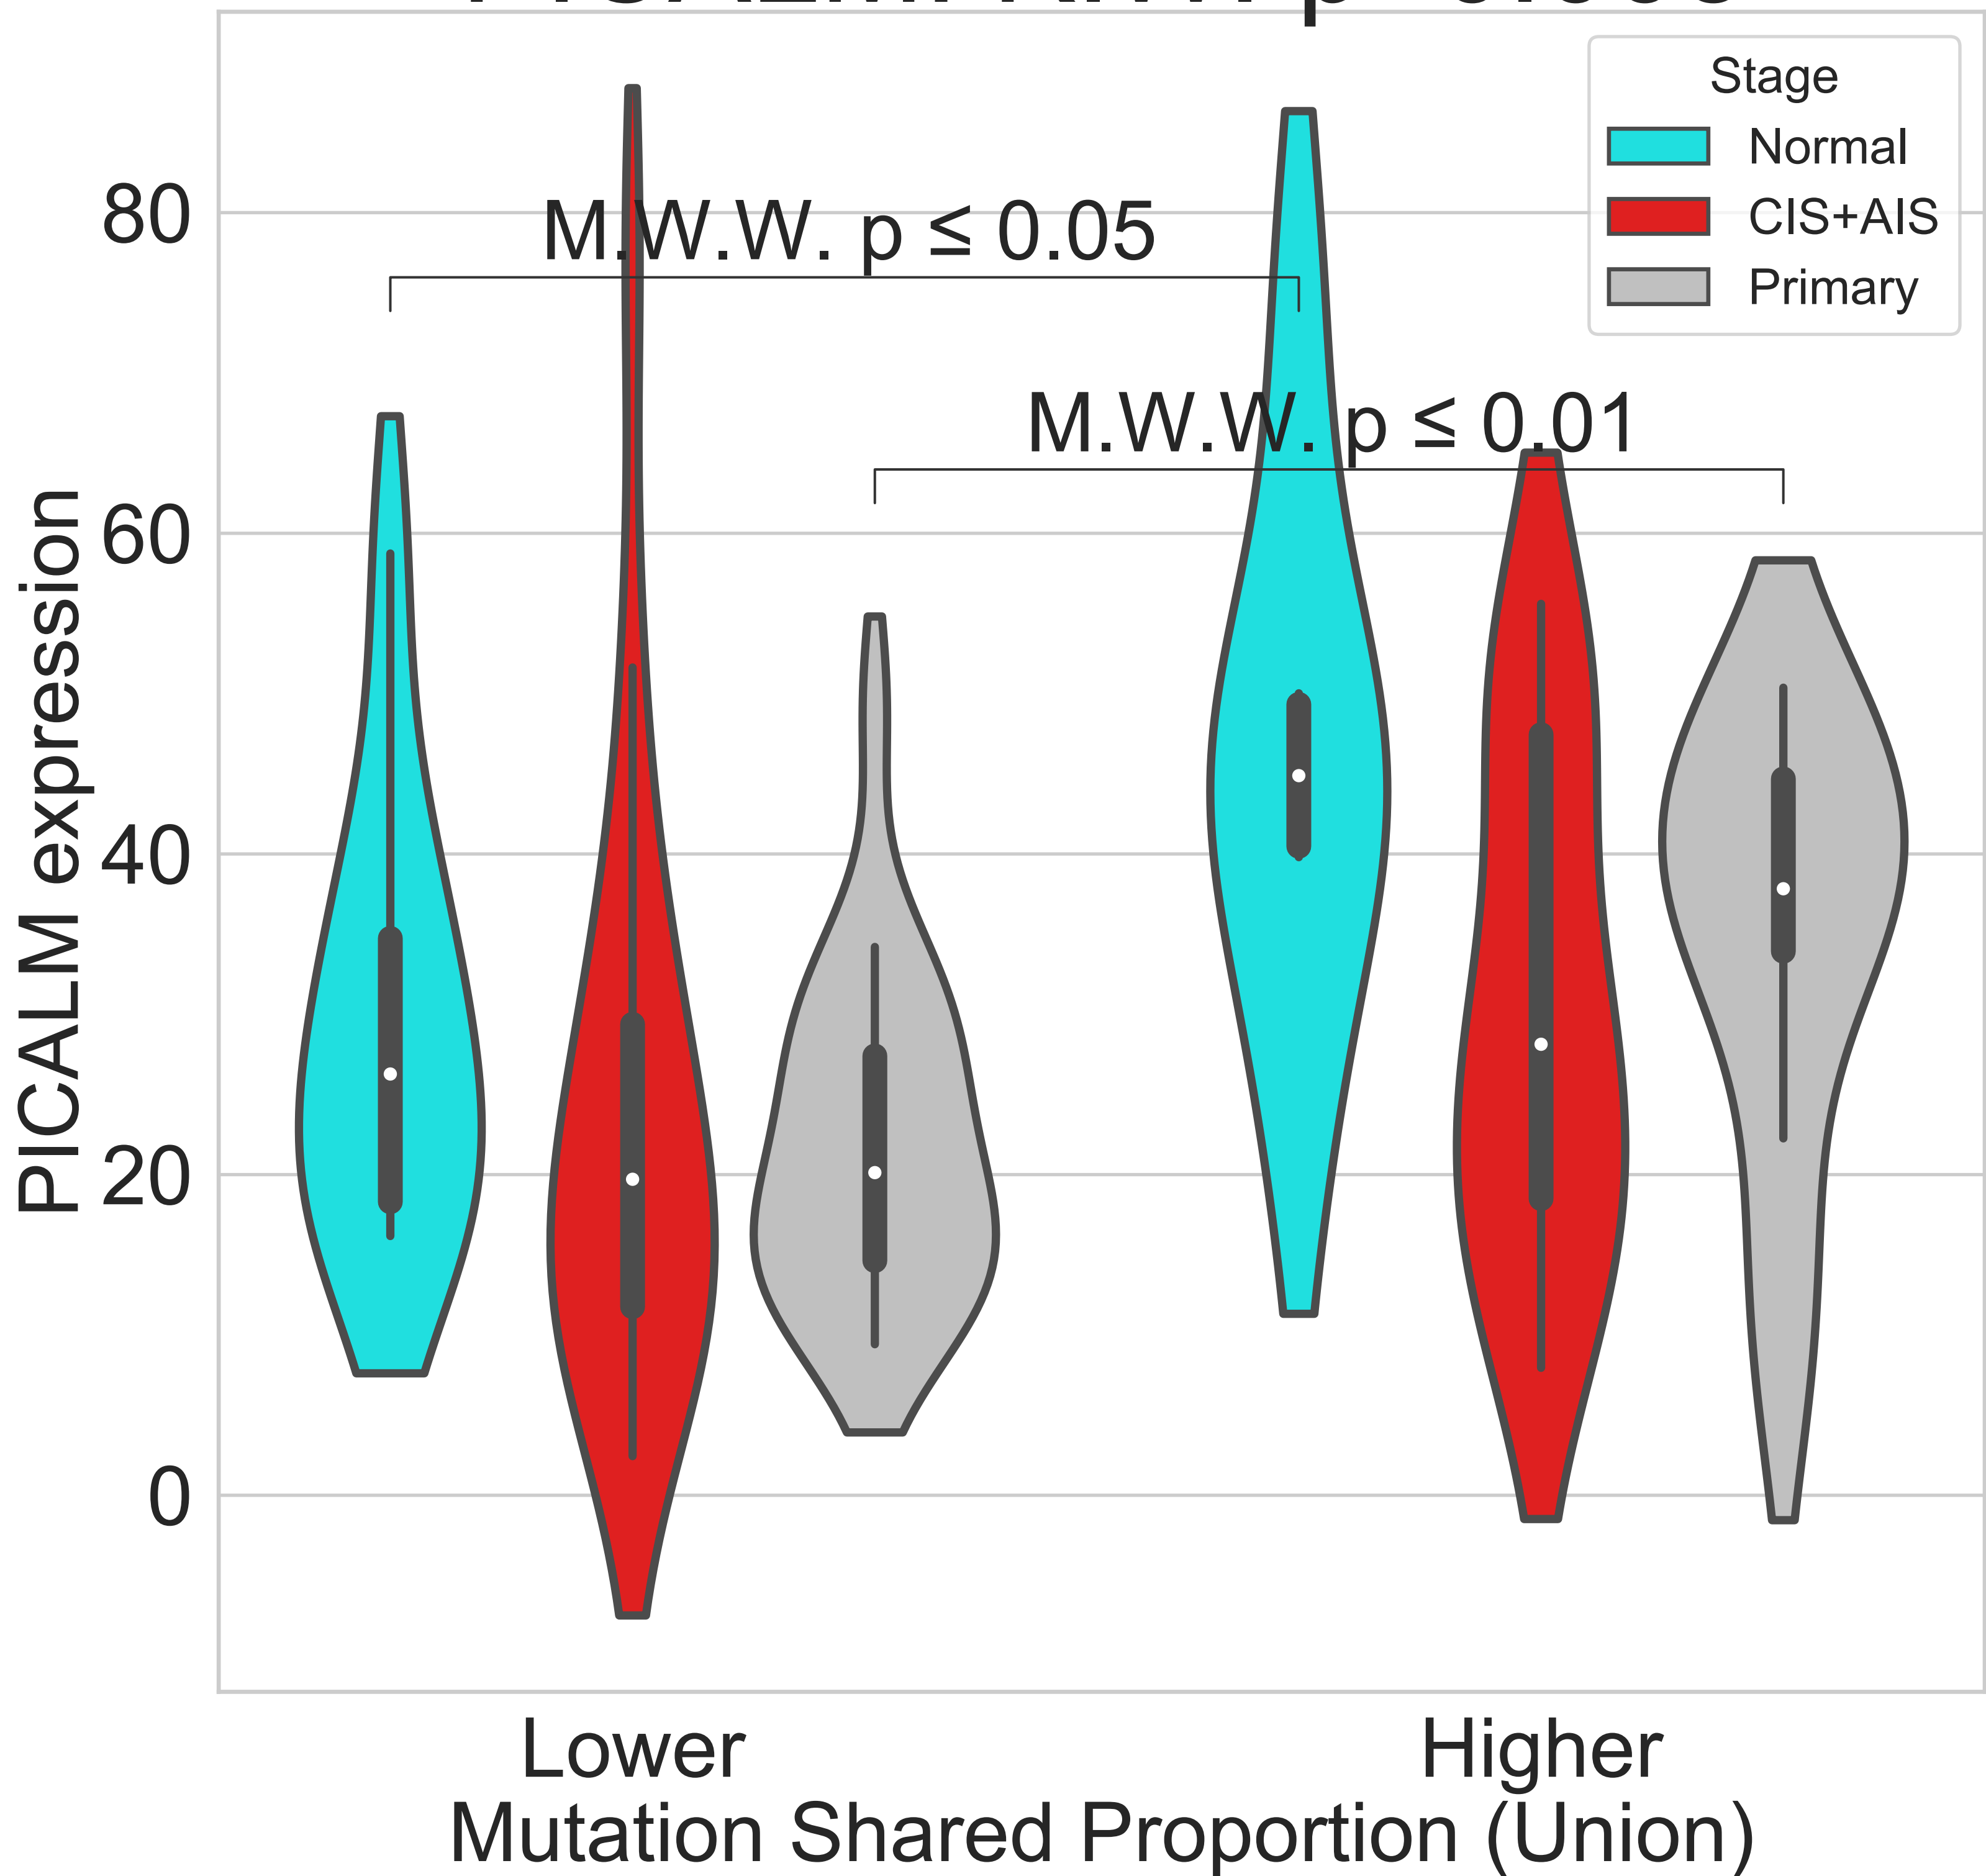 Stage
Normal
CIS+AIS
Primary
M.W.W. p ≤ 0.05
M.W.W. p ≤ 0.01
PICALM expression
80
60
40
20
0
Lower
Higher
Mutation Shared Proportion (Union)